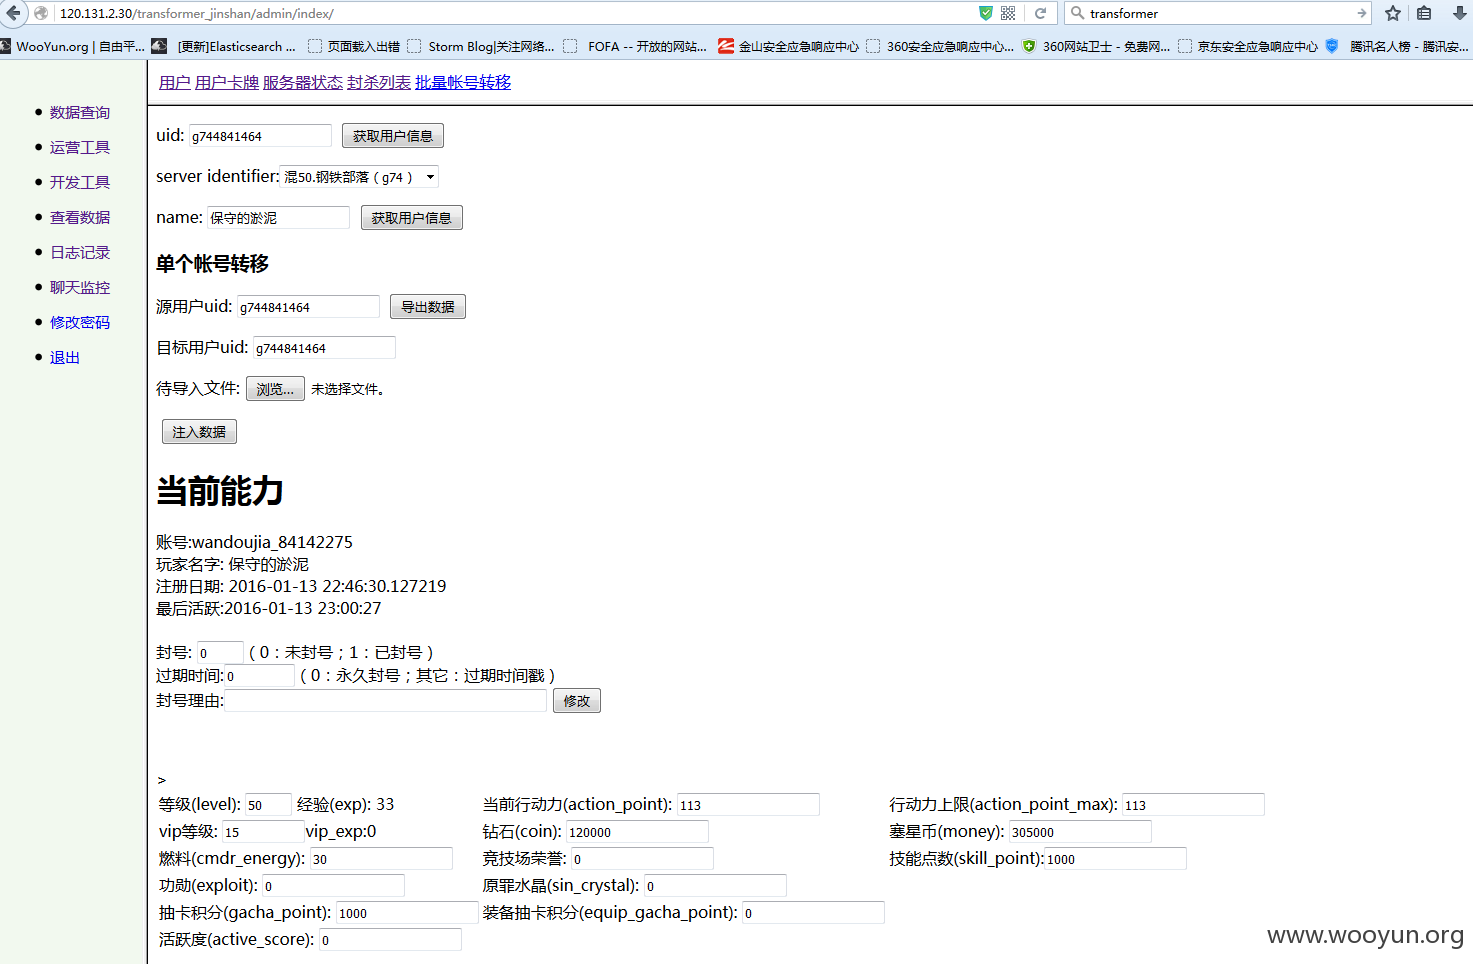 120.131.2.30/transformer_jinshan/admin/index/
transformer
WooYun.org | 自由平...
[更新]Elasticsearch ...
页面载入出错
Storm Blog|关注网络...
FOFA -- 开放的网站...
金山安全应急响应中心
360安全应急响应中心...
360网站卫士 - 免费网...
京东安全应急响应中心
腾讯名人榜 - 腾讯安...
用户 用户卡牌 服务器状态 封杀列表 批量帐号转移
数据查询
运营工具
开发工具
查看数据
日志记录
聊天监控
修改密码
退出
uid: g744841464 获取用户信息
server identifier: 混50.钢铁部落（g74）
name: 保守的淤泥 获取用户信息
单个帐号转移
源用户uid: g744841464 导出数据
目标用户uid: g744841464
待导入文件: 浏览... 未选择文件。
注入数据
当前能力
账号:wandoujia_84142275
玩家名字: 保守的淤泥
注册日期: 2016-01-13 22:46:30.127219
最后活跃:2016-01-13 23:00:27
封号: 0 （0：未封号；1：已封号）
过期时间:0 （0：永久封号；其它：过期时间戳）
封号理由: 修改
>
等级(level): 50 经验(exp): 33 当前行动力(action_point): 113 行动力上限(action_point_max): 113
vip等级: 15 vip_exp:0 钻石(coin): 120000 塞星币(money): 305000
燃料(cmdr_energy): 30 竞技场荣誉: 0 技能点数(skill_point): 1000
功勋(exploit): 0 原罪水晶(sin_crystal): 0
抽卡积分(gacha_point): 1000 装备抽卡积分(equip_gacha_point): 0
活跃度(active_score): 0
www.wooyun.org